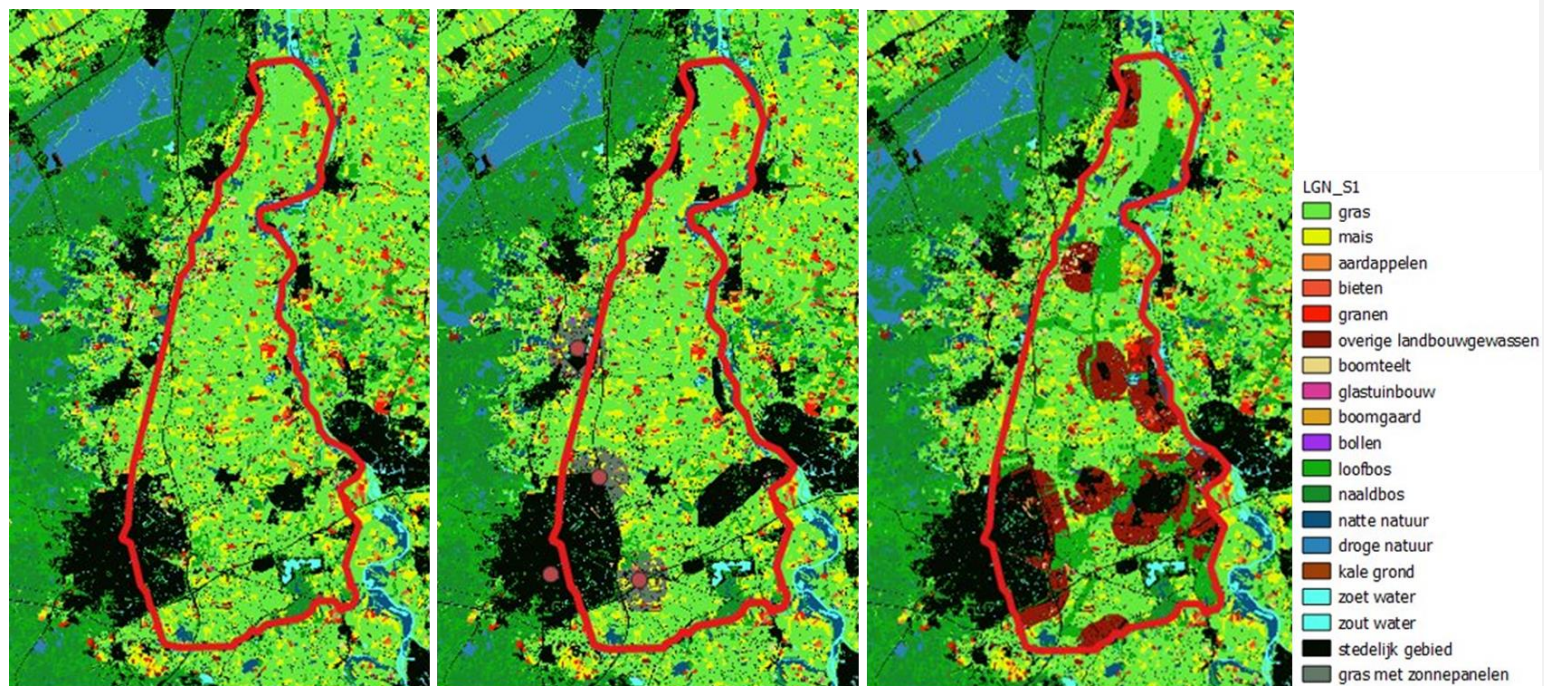 LGN_S1
gras
mais
aardappelen
bieten
granen
overige landbouwgewassen
boomteelt
glastuinbouw
boomgaard
bollen
loofbos
naaldbos
natte natuur
droge natuur
kale grond
zoet water
zout water
stedelijk gebied
gras met zonnepanelen